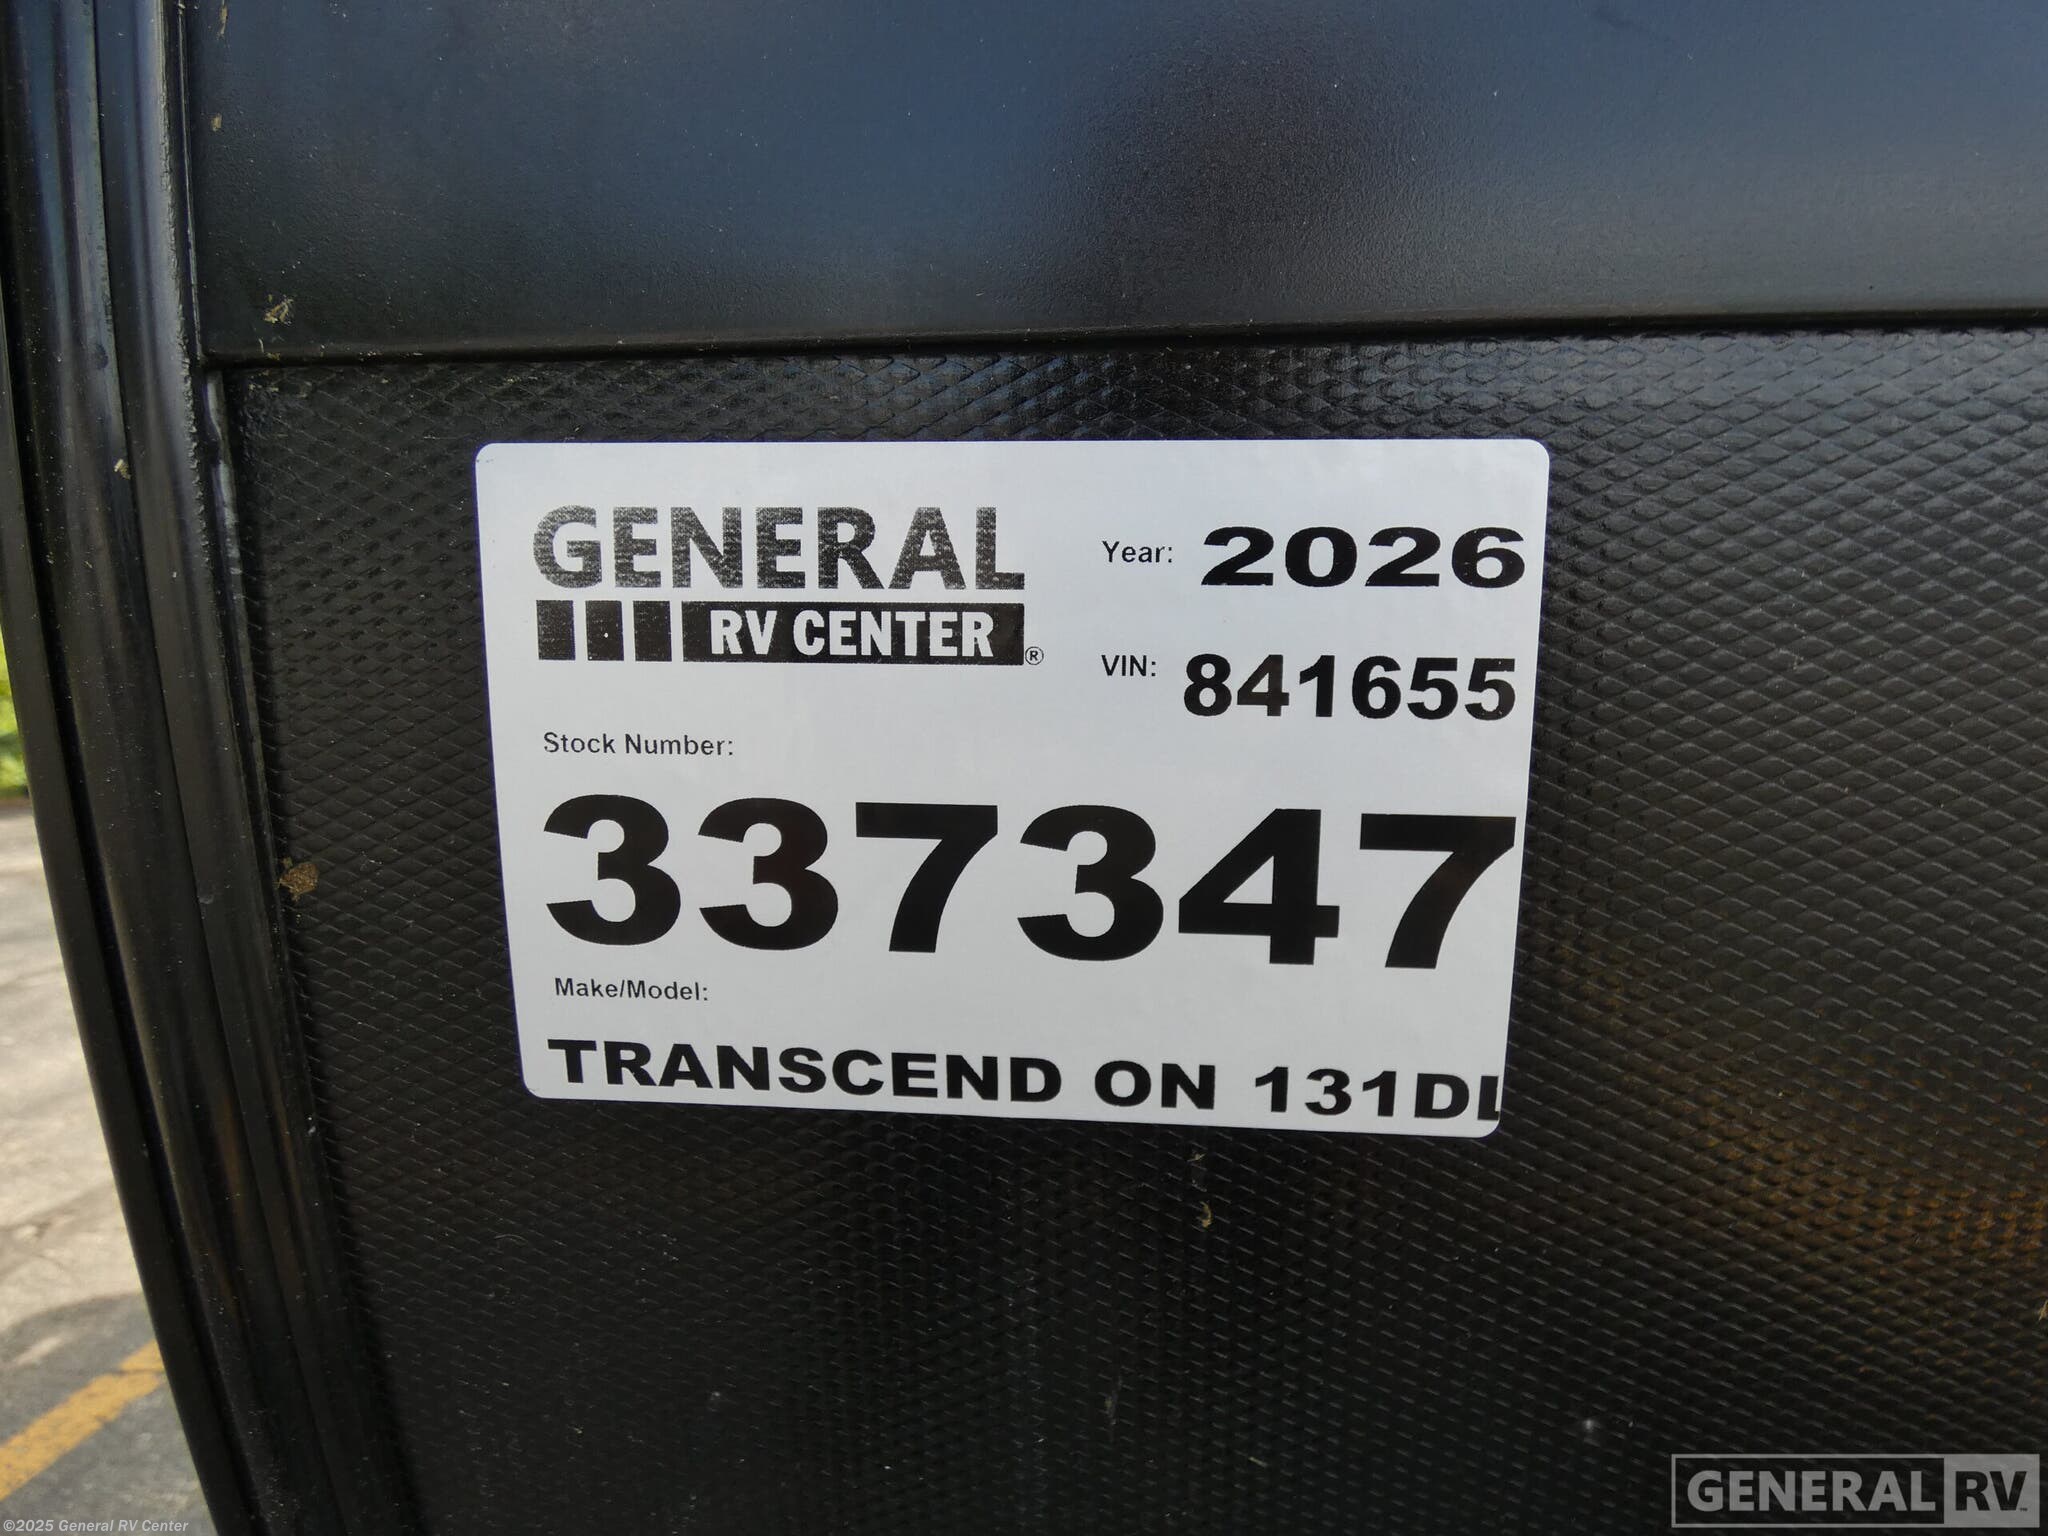 GENERAL
RV CENTER®
Year: 2026
VIN: 841655
Stock Number:
337347
Make/Model:
TRANSCEND ON 131DL
©2025 General RV Center
GENERAL RV™